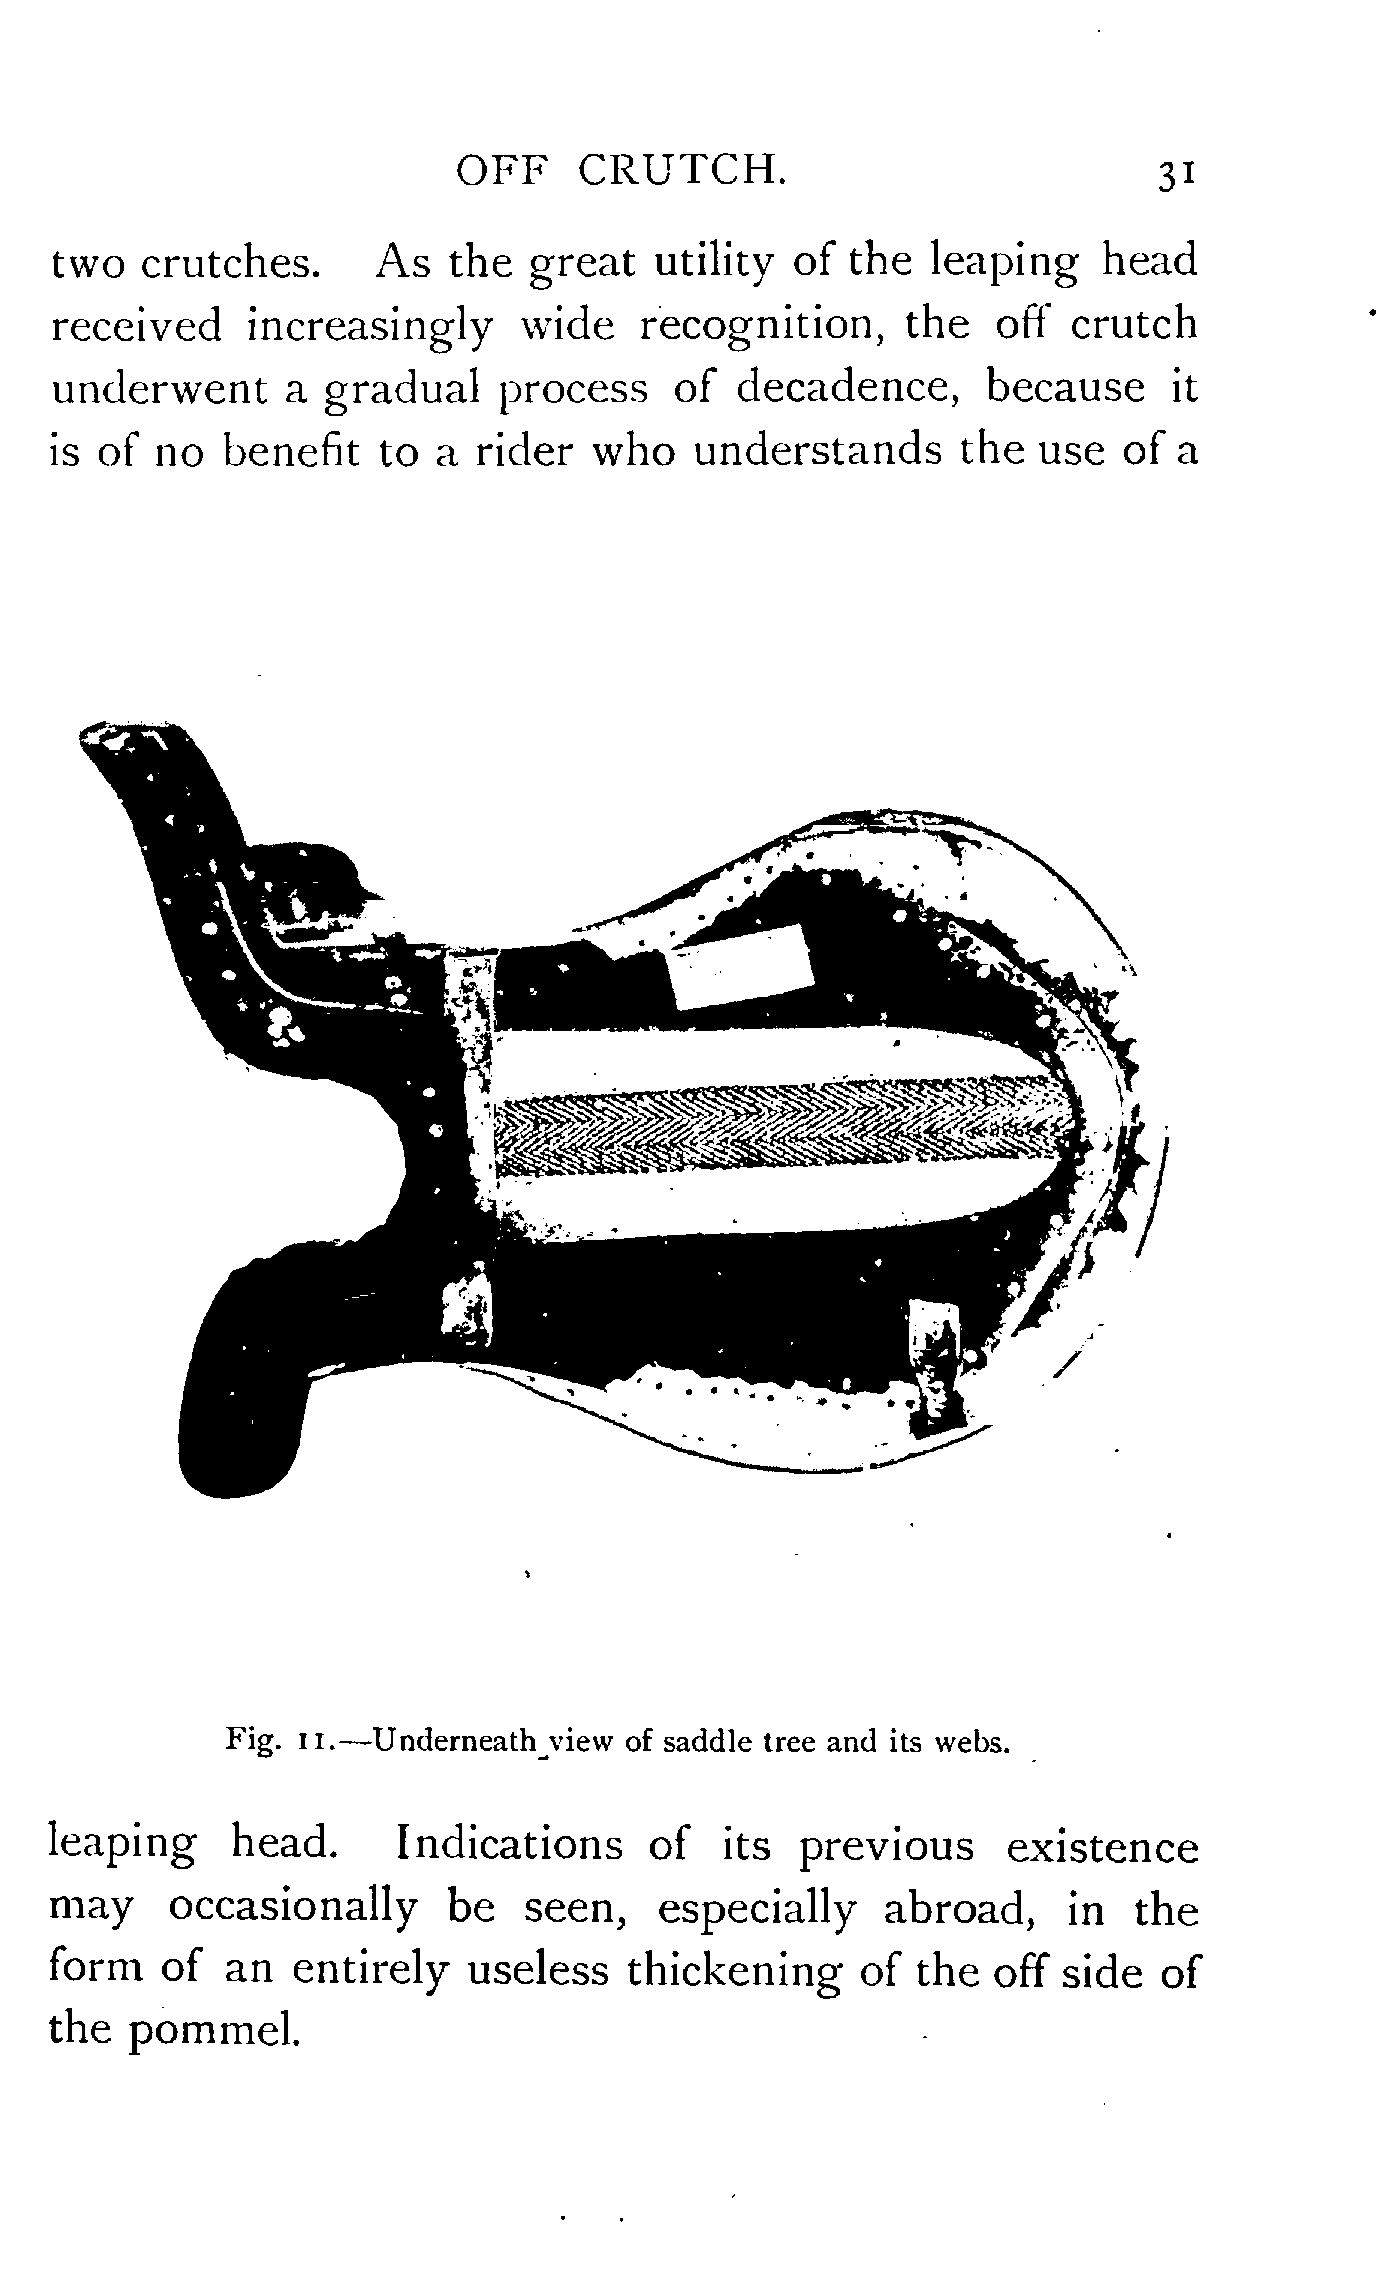 OFF CRUTCH. 31
two crutches. As the great utility of the leaping head
received increasingly wide recognition, the off crutch
underwent a gradual process of decadence, because it
is of no benefit to a rider who understands the use of a
Fig. 11.—Underneath view of saddle tree and its webs.
leaping head. Indications of its previous existence
may occasionally be seen, especially abroad, in the
form of an entirely useless thickening of the off side of
the pommel.